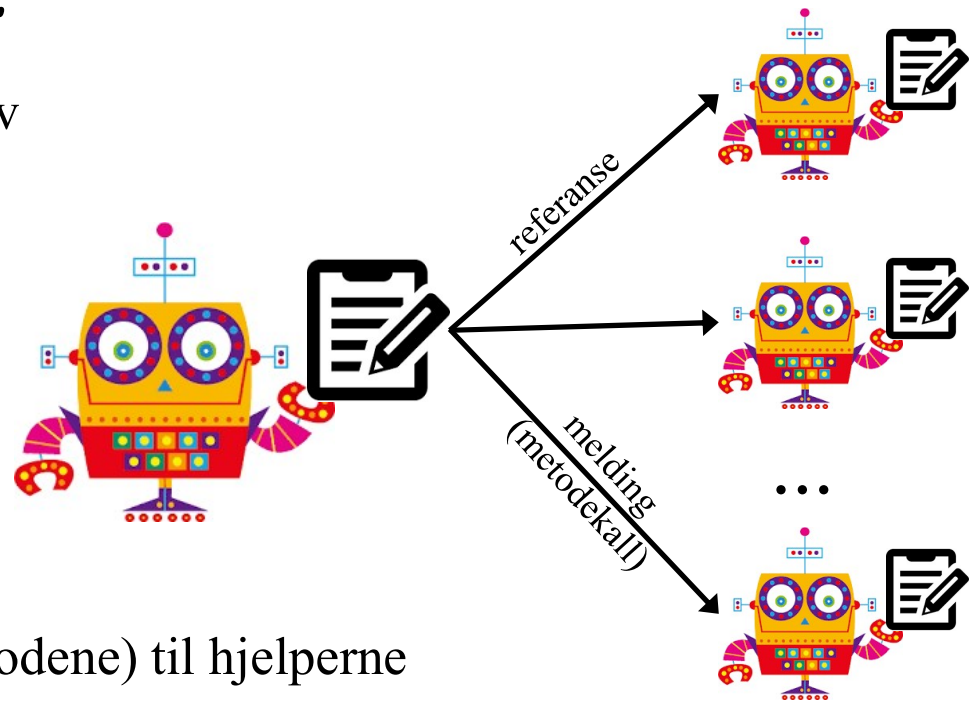 v
referanse
melding
(metodekall)
...
odene) til hjelperne